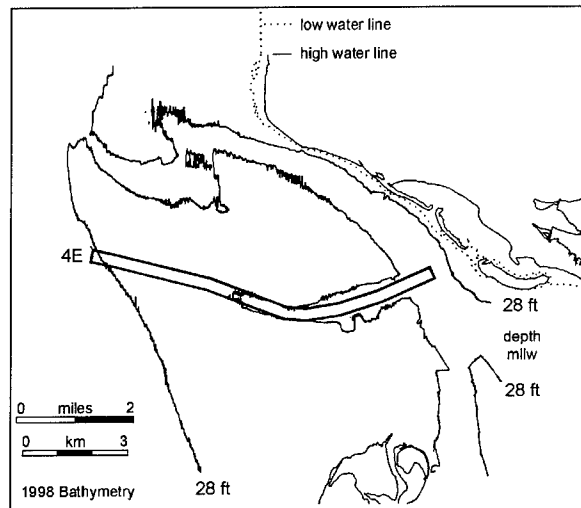 low water line
high water line
4E
28 ft
depth
mllw
28 ft
0 miles 2
0 km 3
1998 Bathymetry
28 ft